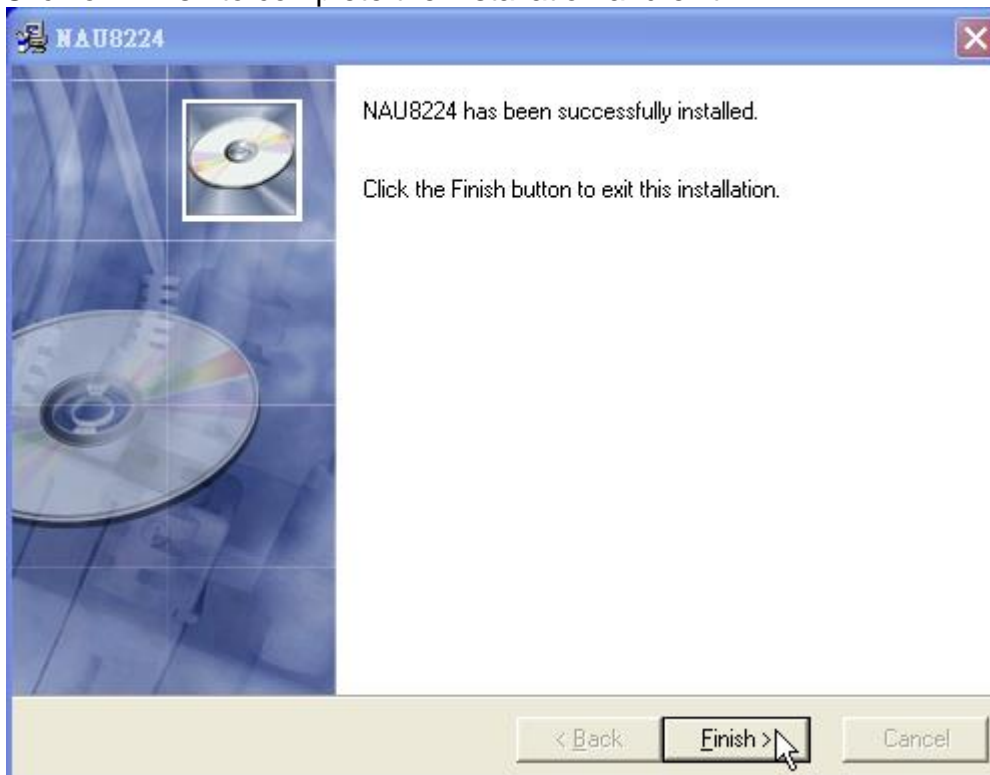 NAU8224
NAU8224 has been successfully installed.
Click the Finish button to exit this installation.
< Back
Finish >
Cancel